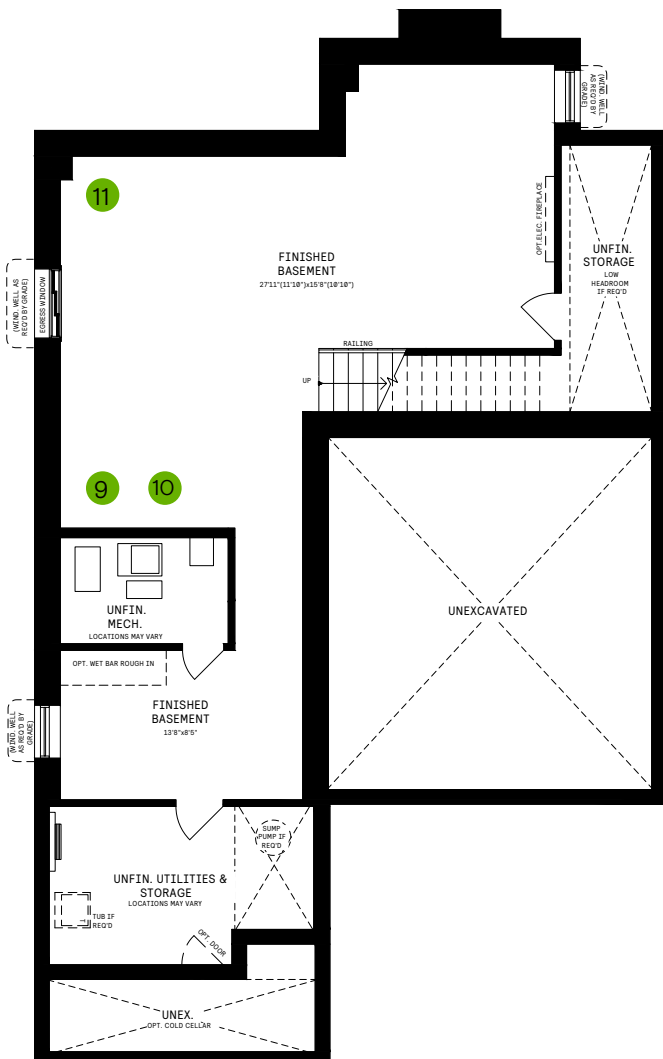 (WIND. WELL
AS REQ'D BY
GRADE)
11
OPT.ELEC. FIREPLACE
UNFIN.
STORAGE
LOW
HEADROOM
IF REQ'D
FINISHED
BASEMENT
27'11"(11'10")x15'8"(10'10")
(WIND. WELL AS
REQ'D BY GRADE)
EGRESS WINDOW
RAILING
UP
9
10
UNFIN.
MECH.
LOCATIONS MAY VARY
UNEXCAVATED
OPT. WET BAR ROUGH IN
FINISHED
BASEMENT
13'8"x8'5"
(WIND. WELL
AS REQ'D BY
GRADE)
SUMP
PUMP IF
REQ'D
UNFIN. UTILITIES &
STORAGE
LOCATIONS MAY VARY
TUB IF
REQ'D
OPT. DOOR
UNEX.
OPT. COLD CELLAR